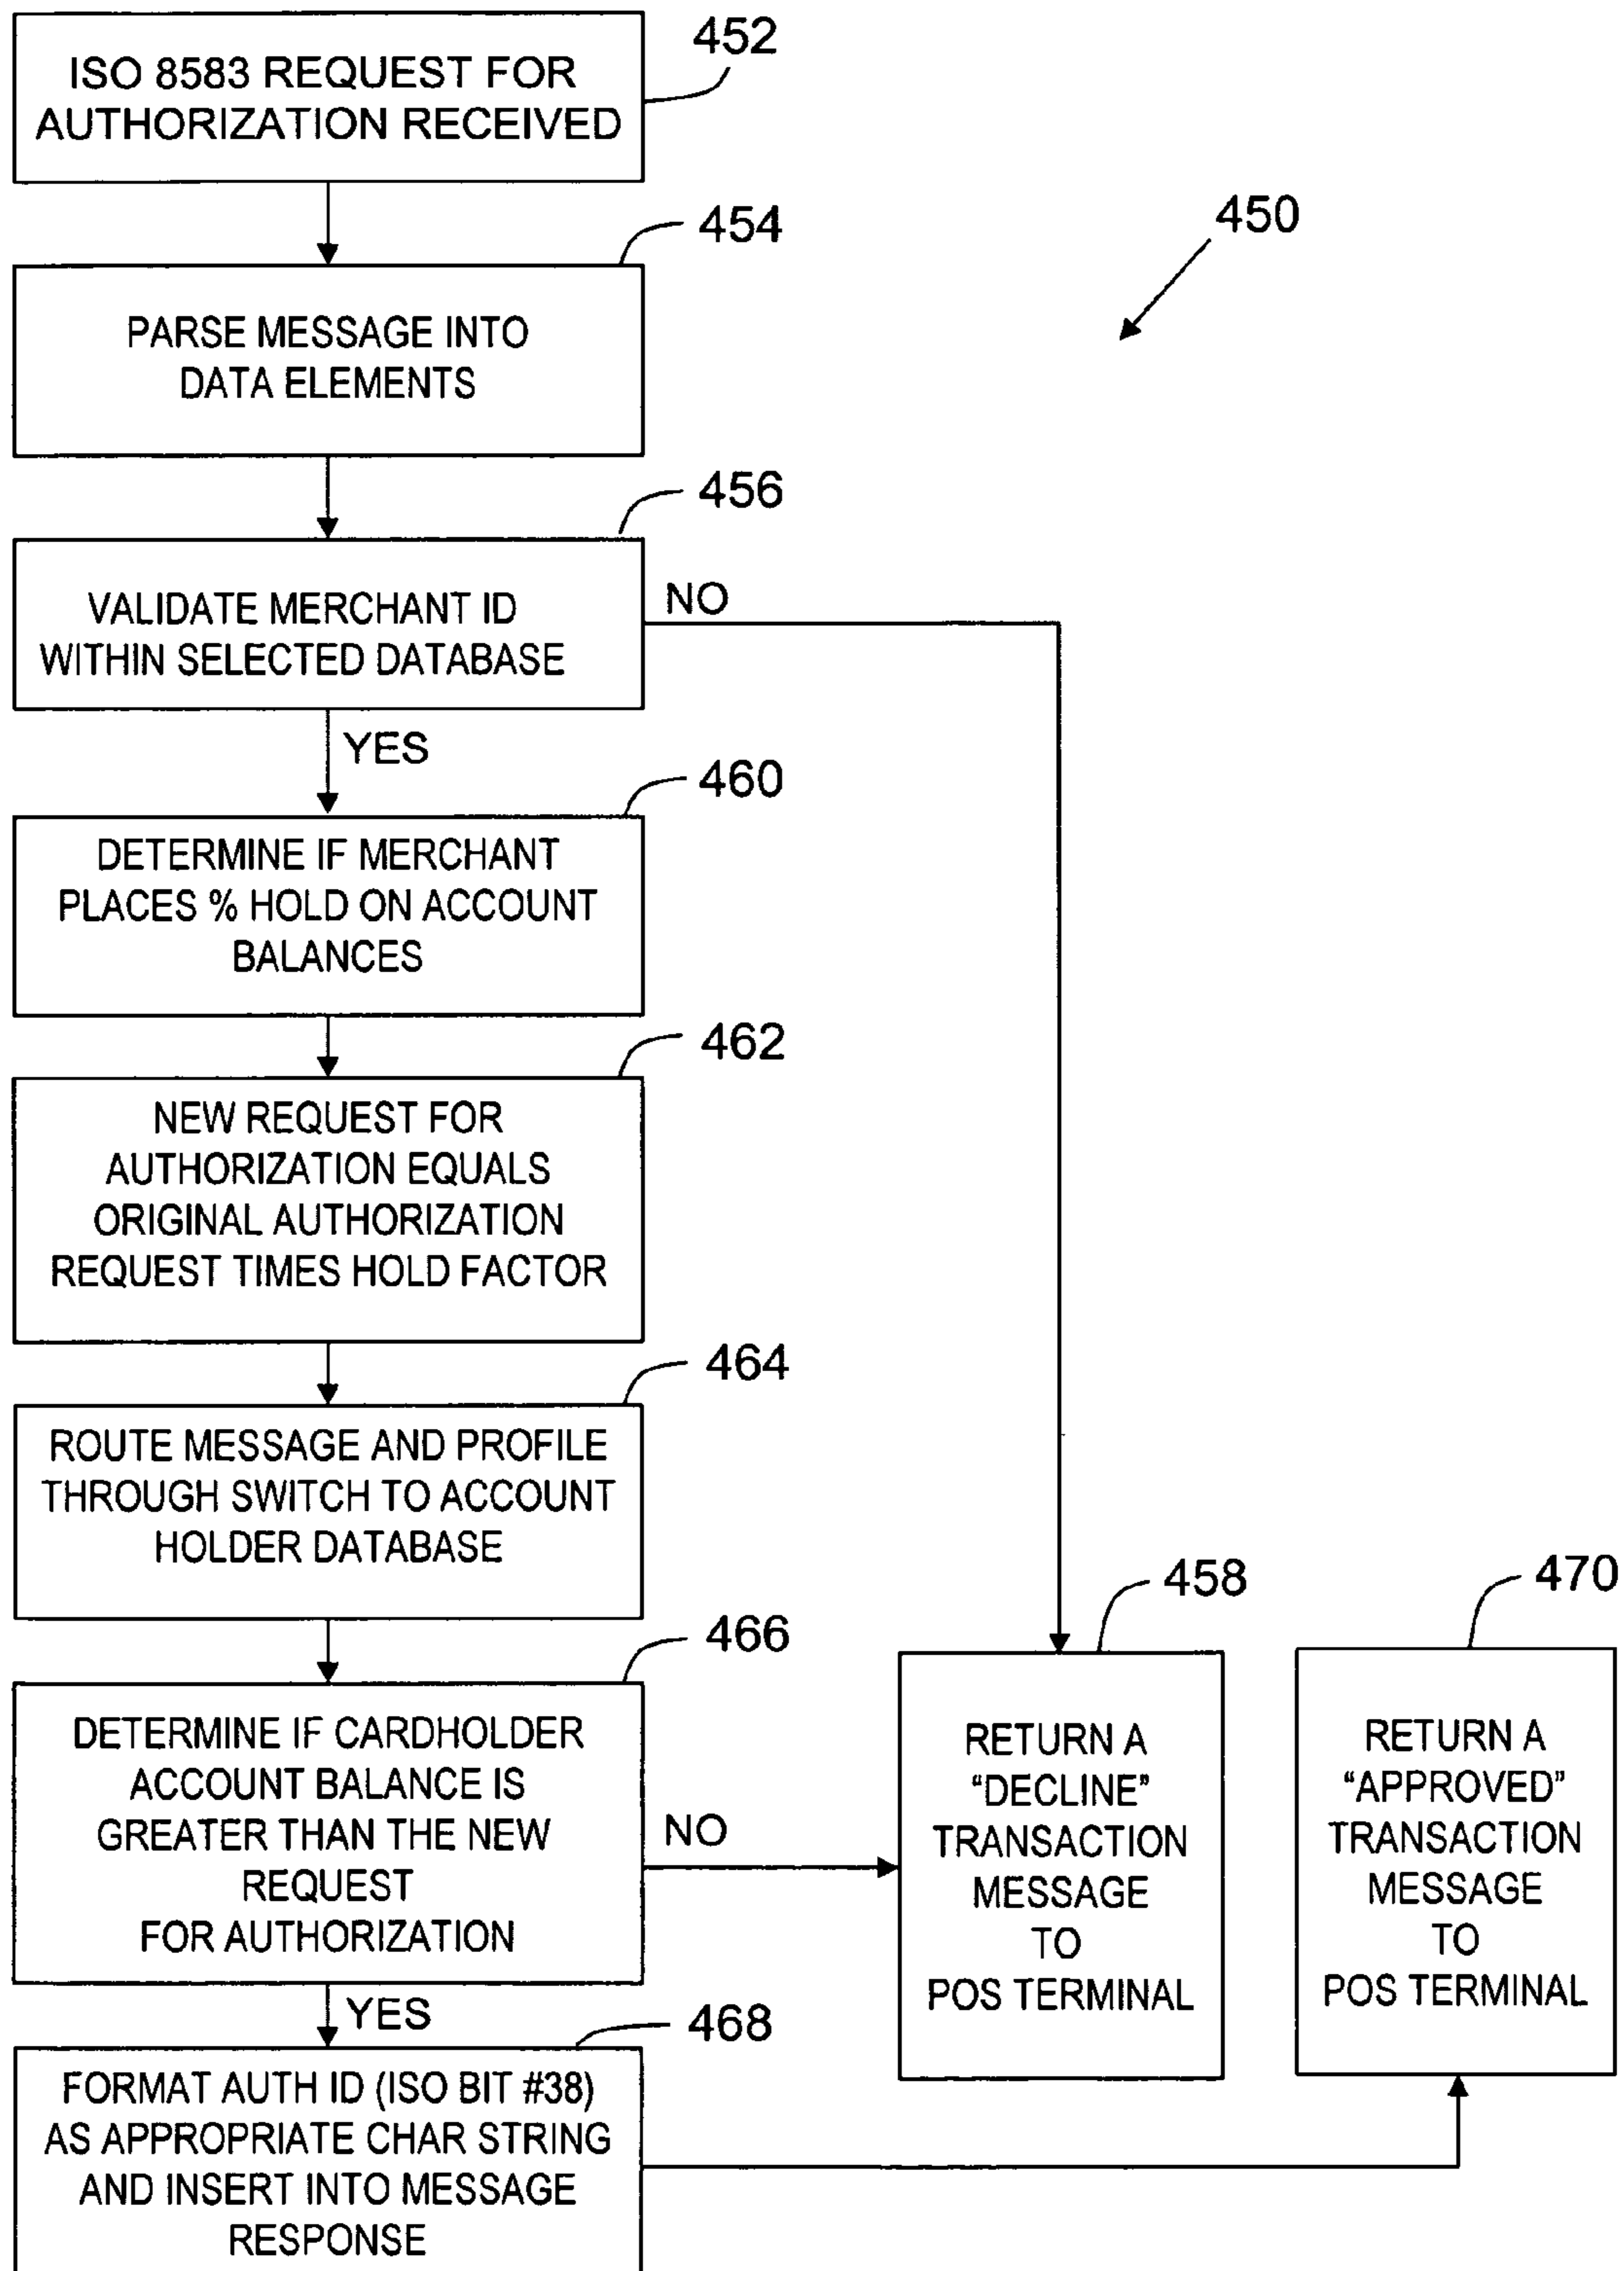 452
ISO 8583 REQUEST FOR
AUTHORIZATION RECEIVED
454
450
PARSE MESSAGE INTO
DATA ELEMENTS
456
VALIDATE MERCHANT ID
WITHIN SELECTED DATABASE
NO
YES
460
DETERMINE IF MERCHANT
PLACES % HOLD ON ACCOUNT
BALANCES
462
NEW REQUEST FOR
AUTHORIZATION EQUALS
ORIGINAL AUTHORIZATION
REQUEST TIMES HOLD FACTOR
464
ROUTE MESSAGE AND PROFILE
THROUGH SWITCH TO ACCOUNT
HOLDER DATABASE
466
DETERMINE IF CARDHOLDER
ACCOUNT BALANCE IS
GREATER THAN THE NEW
REQUEST
FOR AUTHORIZATION
NO
YES
458
RETURN A
“DECLINE”
TRANSACTION
MESSAGE
TO
POS TERMINAL
470
RETURN A
“APPROVED”
TRANSACTION
MESSAGE
TO
POS TERMINAL
468
FORMAT AUTH ID (ISO BIT #38)
AS APPROPRIATE CHAR STRING
AND INSERT INTO MESSAGE
RESPONSE